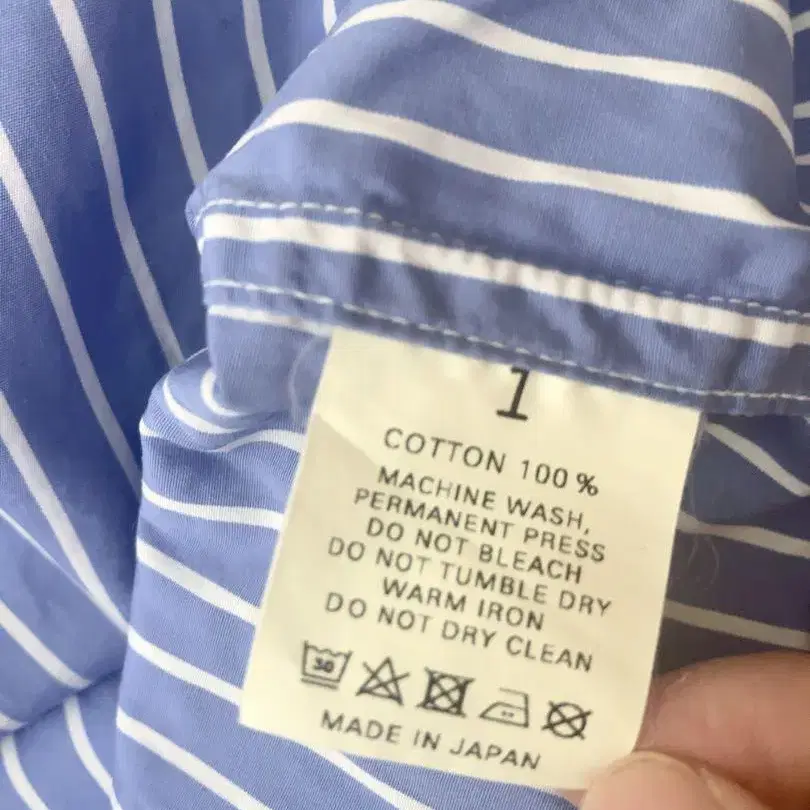 1
COTTON 100%
MACHINE WASH,
PERMANENT PRESS
DO NOT BLEACH
DO NOT TUMBLE DRY
WARM IRON
DO NOT DRY CLEAN
30
MADE IN JAPAN